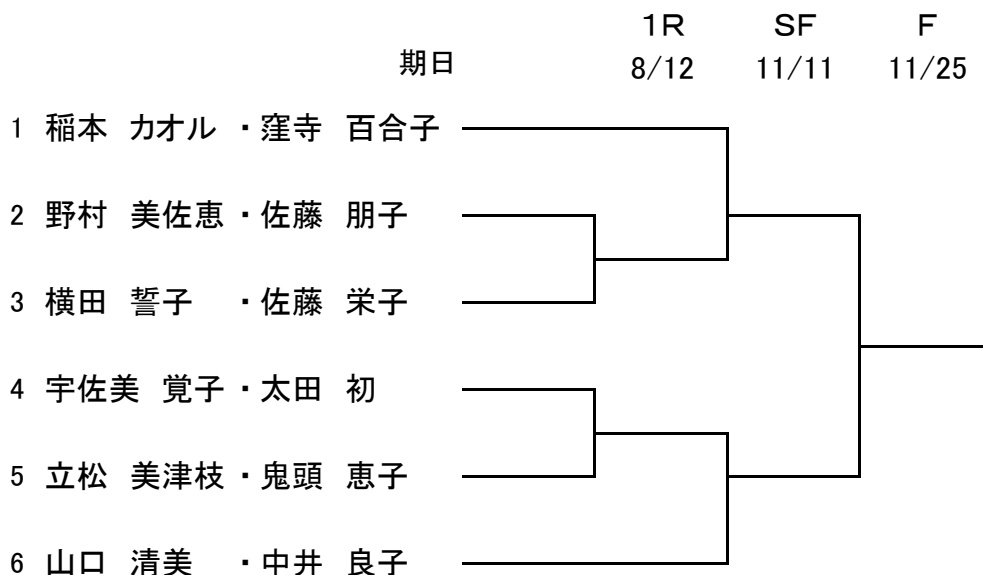 1R SF F
期日 8/12 11/11 11/25
1 稲本 カオル ・窪寺 百合子
2 野村 美佐恵 ・佐藤 朋子
3 横田 誓子 ・佐藤 栄子
4 宇佐美 覚子 ・太田 初
5 立松 美津枝 ・鬼頭 恵子
6 山口 清美 ・中井 良子